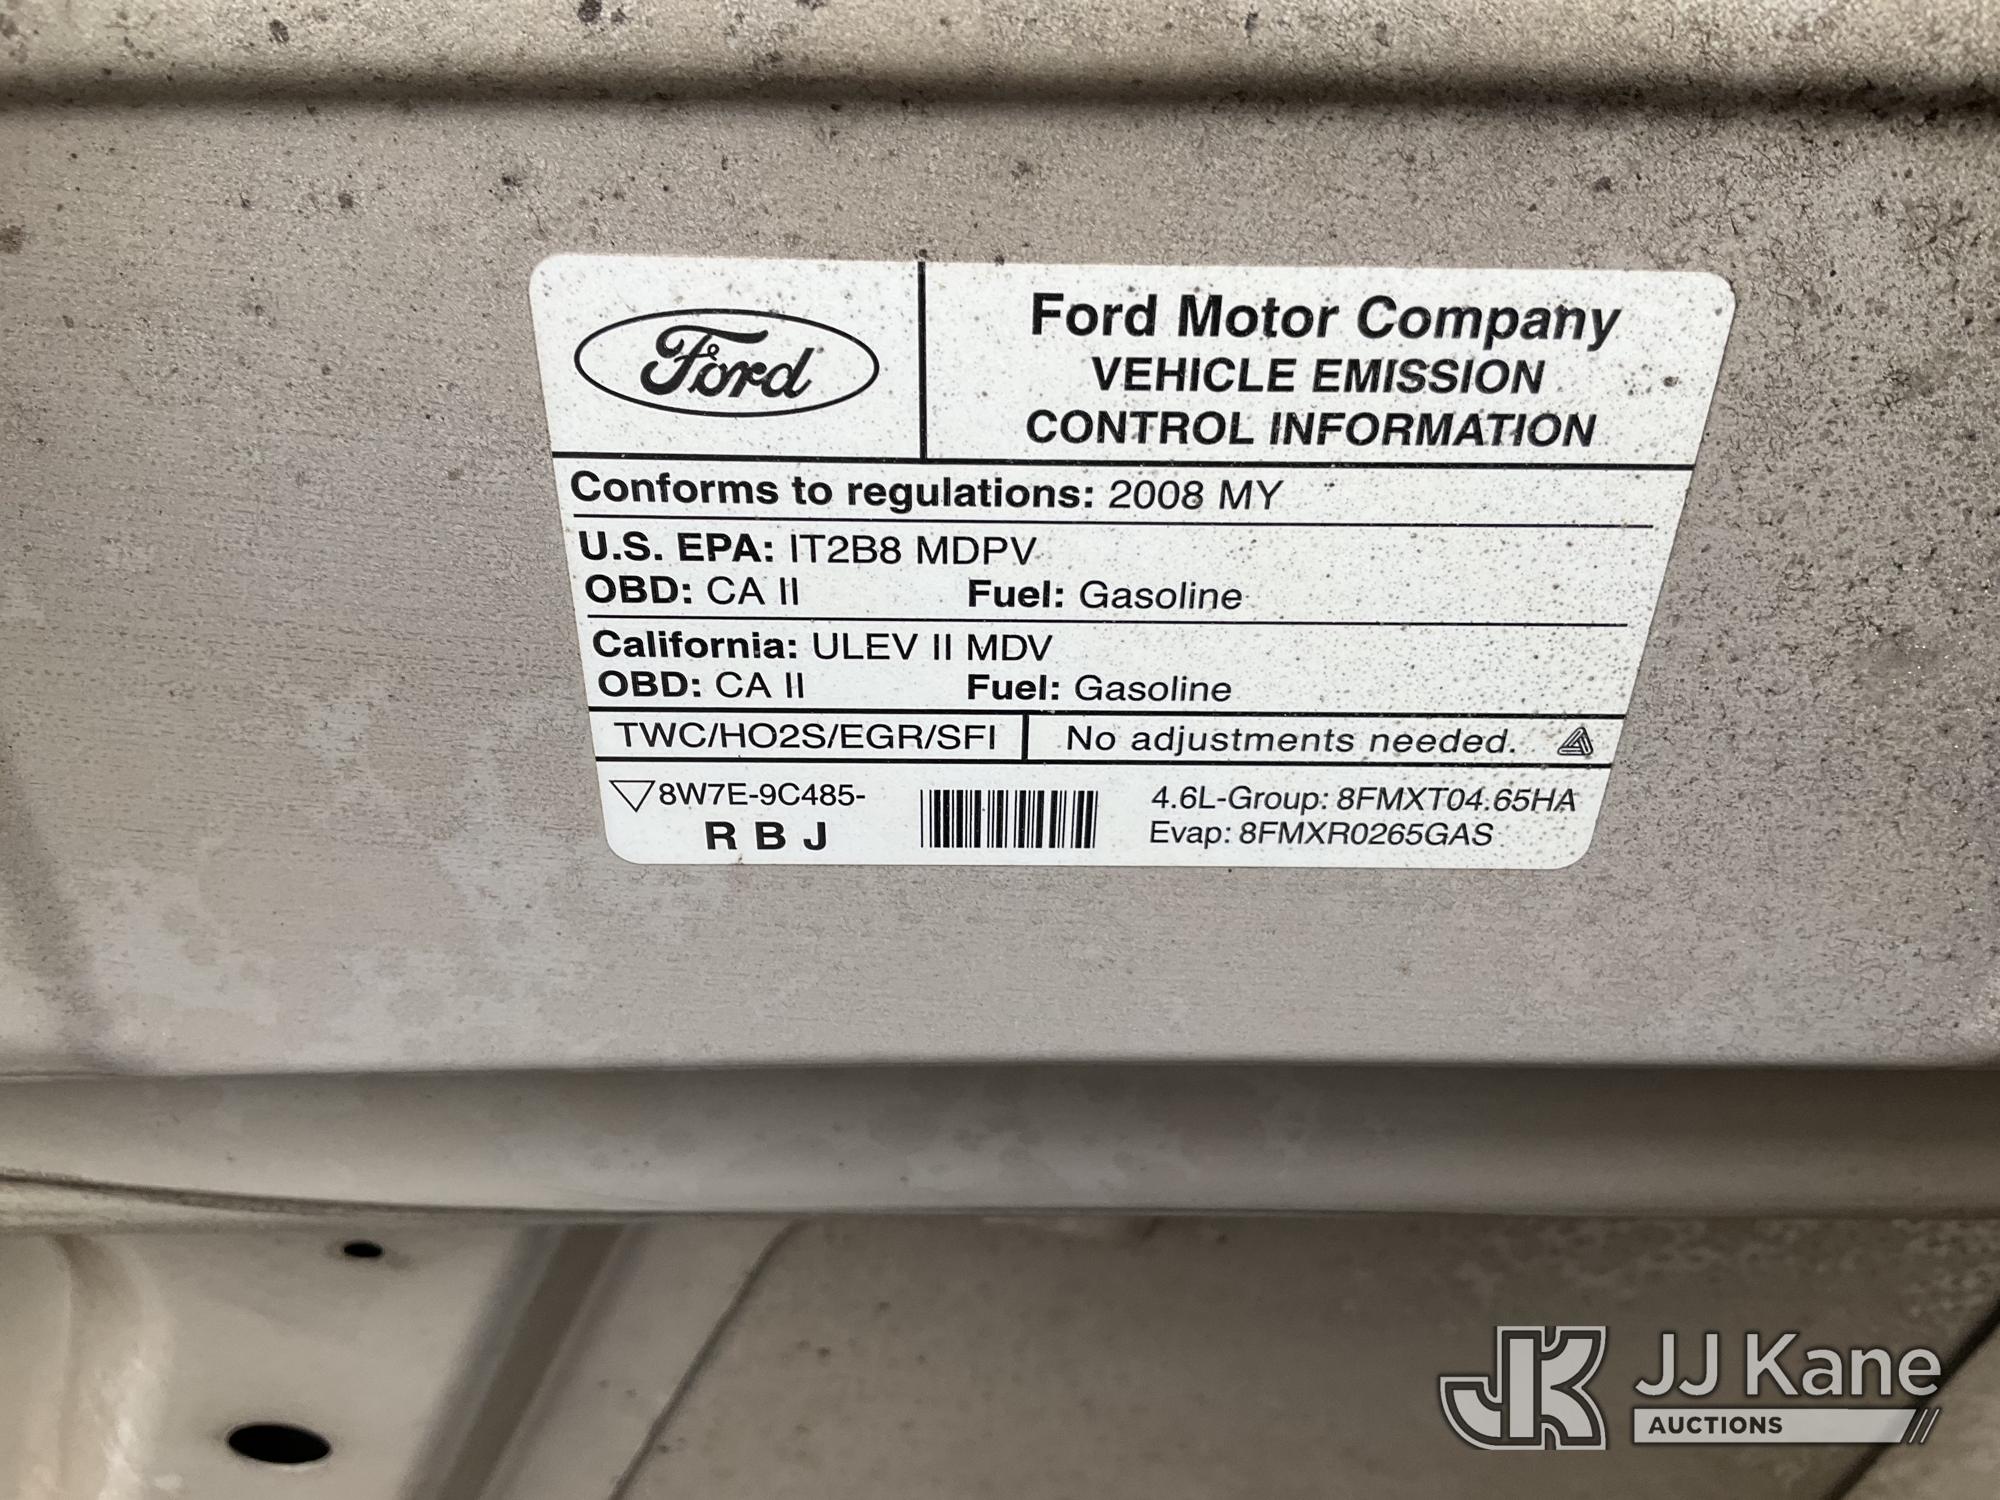 Ford
Ford Motor Company
VEHICLE EMISSION
CONTROL INFORMATION
Conforms to regulations: 2008 MY
U.S. EPA: IT2B8 MDPV
OBD: CA II Fuel: Gasoline
California: ULEV II MDV
OBD: CA II Fuel: Gasoline
TWC/HO2S/EGR/SFI No adjustments needed.
8W7E-9C485-
R B J
4.6L-Group: 8FMXT04.65HA
Evap: 8FMXR0265GAS
JK JJ Kane
AUCTIONS